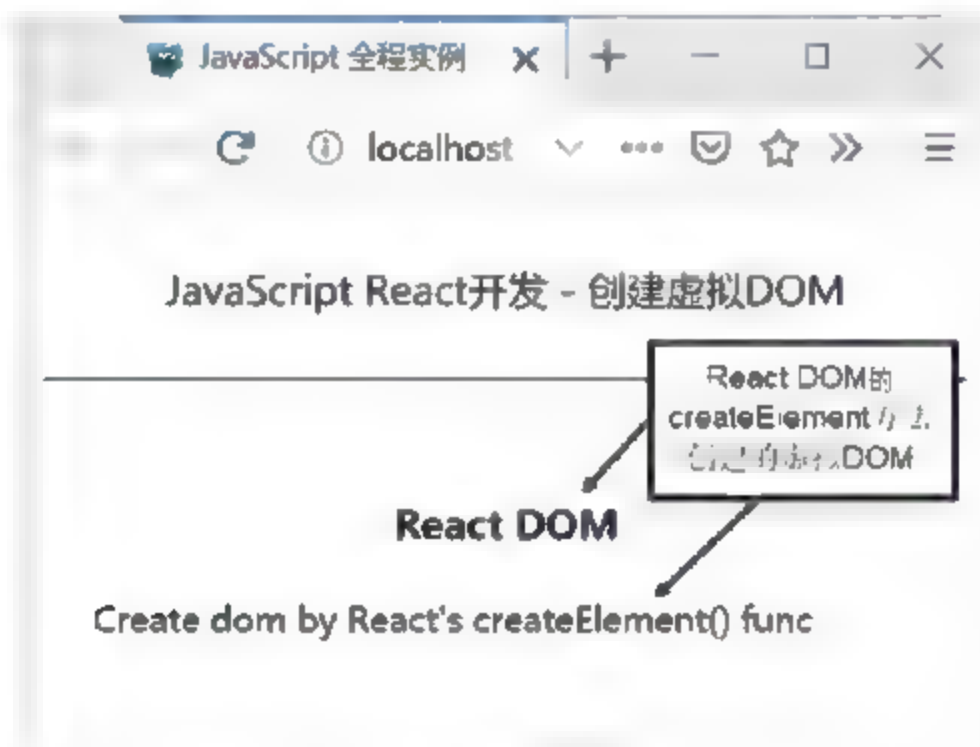 JavaScript 全程实例
localhost
JavaScript React开发 - 创建虚拟DOM
React DOM的
createElement
DOM
React DOM
Create dom by React's createElement() func